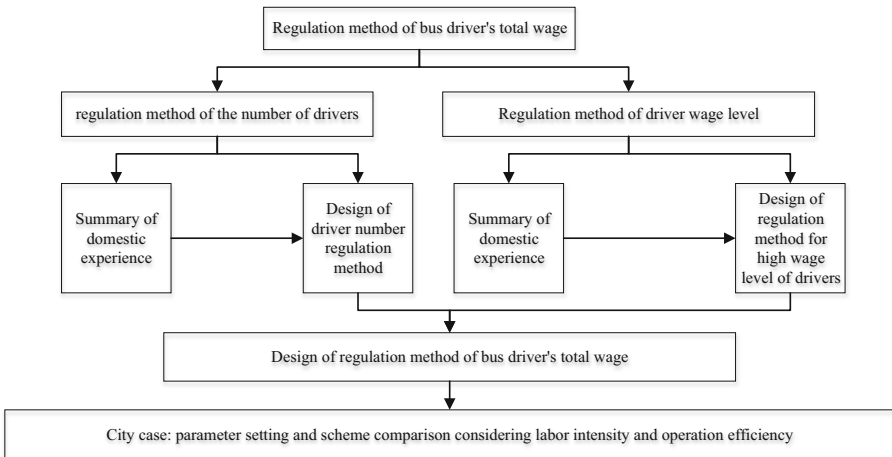 Regulation method of bus driver's total wage
regulation method of the number of drivers
Regulation method of driver wage level
Summary of
domestic
experience
Design of
driver number
regulation
method
Summary of
domestic
experience
Design of
regulation
method for
high wage
level of drivers
Design of regulation method of bus driver's total wage
City case: parameter setting and scheme comparison considering labor intensity and operation efficiency